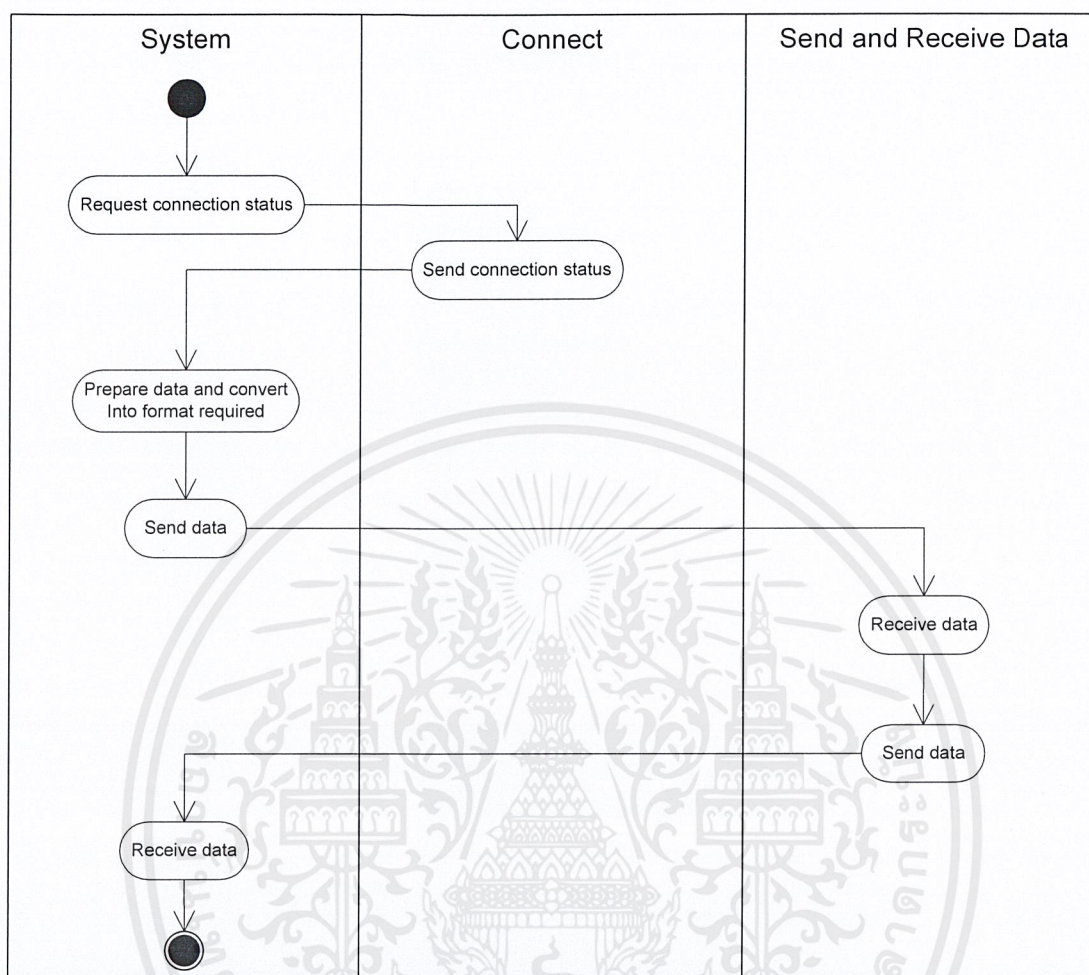 System
Connect
Send and Receive Data
Request connection status
Send connection status
Prepare data and convert
Into format required
Send data
Receive data
Send data
Receive data